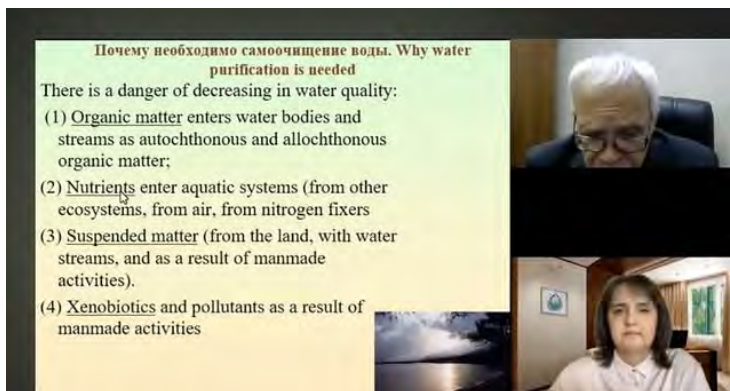 Почему необходимо самоочищение воды. Why water
purification is needed
There is a danger of decreasing in water quality:
(1) Organic matter enters water bodies and
streams as autochthonous and allochthonous
organic matter;
(2) Nutrients enter aquatic systems (from other
ecosystems, from air, from nitrogen fixers
(3) Suspended matter (from the land, with water
streams, and as a result of manmade
activities).
(4) Xenobiotics and pollutants as a result of
manmade activities